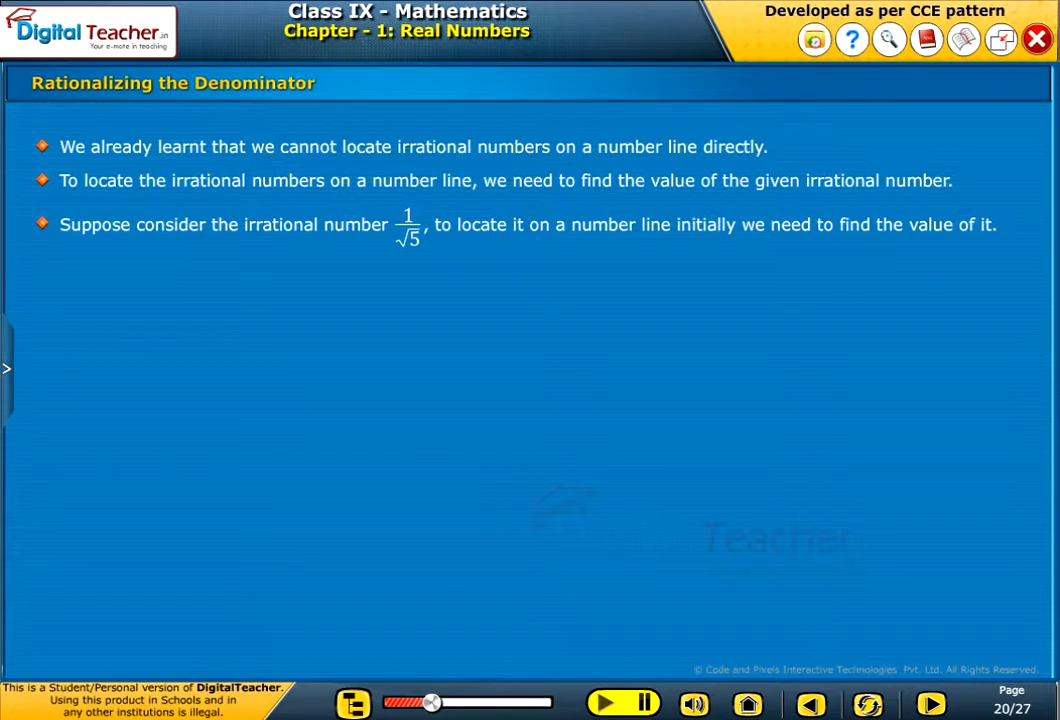 Digital Teacher.in
Your e-mate in teaching
Class IX - Mathematics
Chapter - 1: Real Numbers
Developed as per CCE pattern
Rationalizing the Denominator
We already learnt that we cannot locate irrational numbers on a number line directly.
To locate the irrational numbers on a number line, we need to find the value of the given irrational number.
Suppose consider the irrational number 1/√5, to locate it on a number line initially we need to find the value of it.
>
Teacher
© Code and Pixels Interactive Technologies Pvt. Ltd. All Rights Reserved.
This is a Student/Personal version of DigitalTeacher.
Using this product in Schools and in
any other institutions is illegal.
Page
20/27